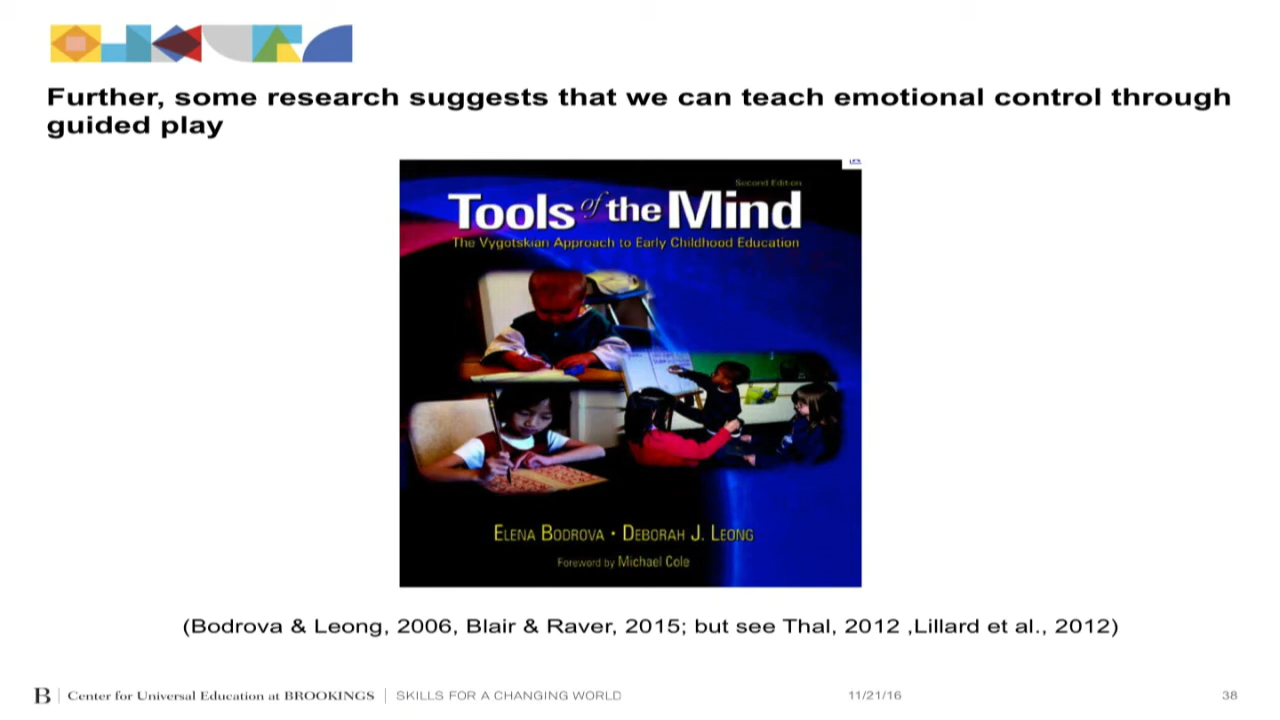 Further, some research suggests that we can teach emotional control through
guided play
Second Edition
Tools of the Mind
The Vygotskian Approach to Early Childhood Education
ELENA BODROVA • DEBORAH J. LEONG
Foreword by Michael Cole
(Bodrova & Leong, 2006, Blair & Raver, 2015; but see Thal, 2012 ,Lillard et al., 2012)
B | Center for Universal Education at BROOKINGS | SKILLS FOR A CHANGING WORLD 11/21/16 38